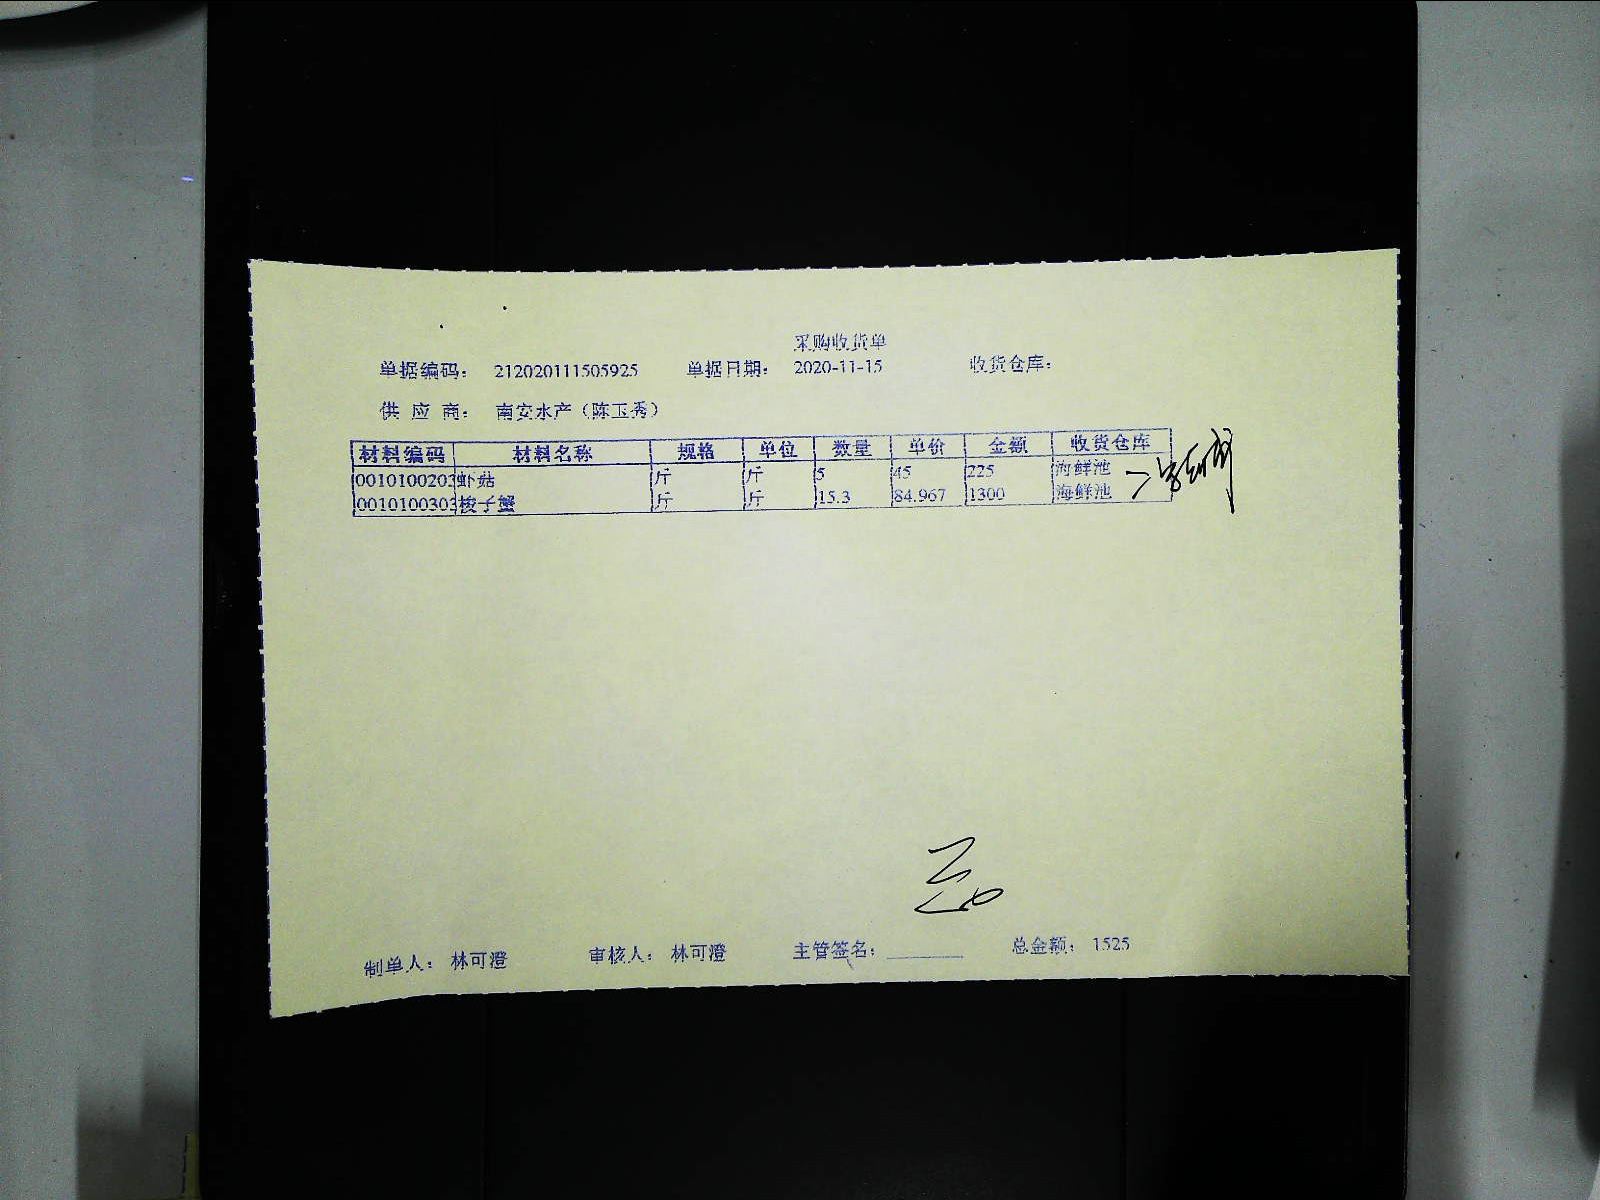 采购收货单
单据编码: 212020111505925 单据日期: 2020-11-15 收货仓库:
供应商: 南安水产（陈玉秀）
材料编码 材料名称 规格 单位 数量 单价 金额 收货仓库
0010100203 虾菇 斤 斤 5 45 225 海鲜池
0010100303 梭子蟹 斤 斤 15.3 84.967 1300 海鲜池
制单人: 林可澄 审核人: 林可澄 主管签名: 总金额: 1525